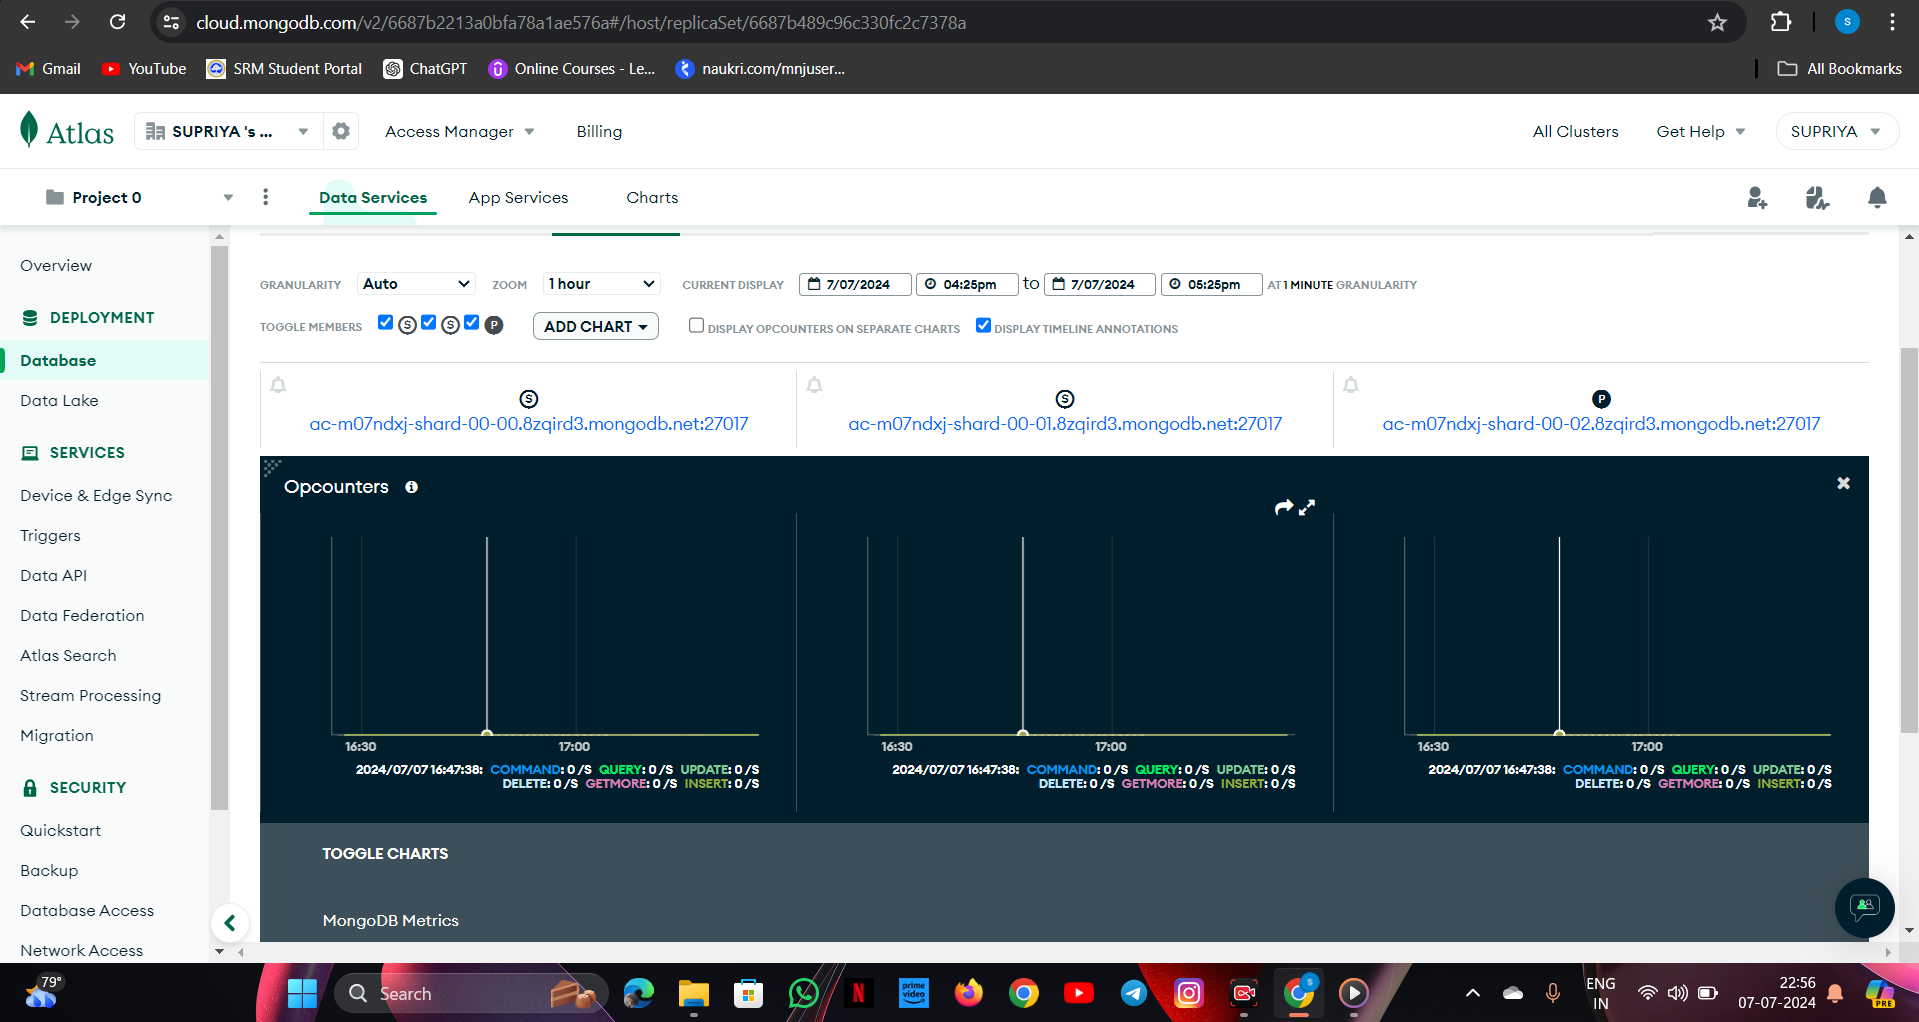 cloud.mongodb.com/v2/6687b2213a0bfa78a1ae576a#/host/replicaSet/6687b489c96c330fc2c7378a
S
Gmail YouTube SRM Student Portal ChatGPT Online Courses - Le... naukri.com/mnjuser... All Bookmarks
Atlas SUPRIYA 's ... Access Manager Billing All Clusters Get Help SUPRIYA
Project 0 Data Services App Services Charts
Overview
DEPLOYMENT
Database
Data Lake
SERVICES
Device & Edge Sync
Triggers
Data API
Data Federation
Atlas Search
Stream Processing
Migration
SECURITY
Quickstart
Backup
Database Access
Network Access
GRANULARITY Auto ZOOM 1 hour CURRENT DISPLAY 7/07/2024 04:25pm to 7/07/2024 05:25pm AT 1 MINUTE GRANULARITY
TOGGLE MEMBERS S S P ADD CHART DISPLAY OPCOUNTERS ON SEPARATE CHARTS DISPLAY TIMELINE ANNOTATIONS
S S P
ac-m07ndxj-shard-00-00.8zqird3.mongodb.net:27017 ac-m07ndxj-shard-00-01.8zqird3.mongodb.net:27017 ac-m07ndxj-shard-00-02.8zqird3.mongodb.net:27017
Opcounters
16:30 17:00 16:30 17:00 16:30 17:00
2024/07/07 16:47:38: COMMAND: 0 /S QUERY: 0 /S UPDATE: 0 /S 2024/07/07 16:47:38: COMMAND: 0 /S QUERY: 0 /S UPDATE: 0 /S 2024/07/07 16:47:38: COMMAND: 0 /S QUERY: 0 /S UPDATE: 0 /S
DELETE: 0 /S GETMORE: 0 /S INSERT: 0 /S DELETE: 0 /S GETMORE: 0 /S INSERT: 0 /S DELETE: 0 /S GETMORE: 0 /S INSERT: 0 /S
TOGGLE CHARTS
MongoDB Metrics
79° Search N prime video S ENG 22:56 PRE
IN 07-07-2024